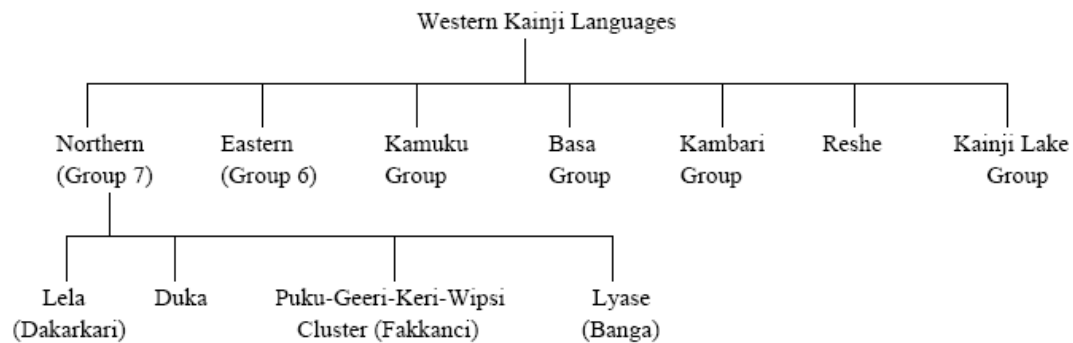 Western Kainji Languages
Northern Eastern Kamuku Basa Kambari Reshe Kainji Lake
(Group 7) (Group 6) Group Group Group Group
Lela Duka Puku-Geeri-Keri-Wipsi Lyase
(Dakarkari) Cluster (Fakkanci) (Banga)